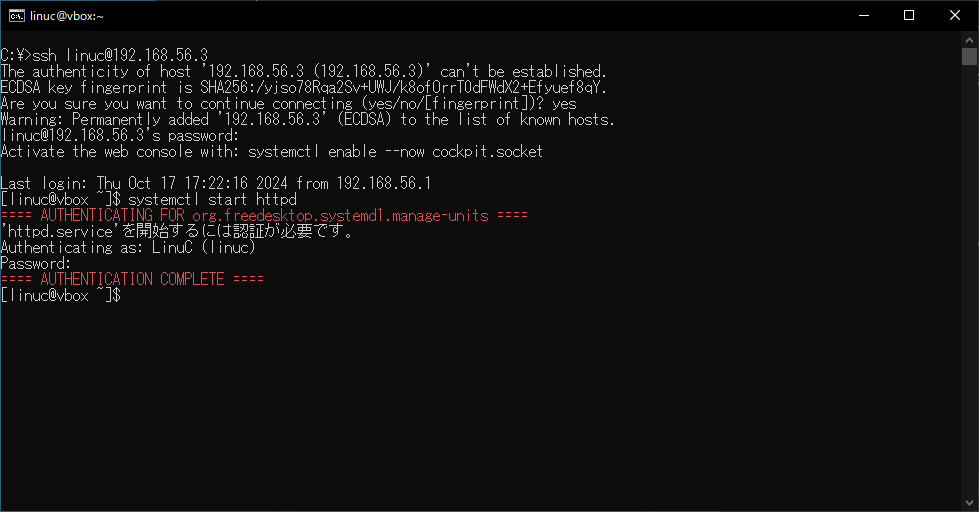 linuc@vbox:~
C:¥>ssh linuc@192.168.56.3
The authenticity of host '192.168.56.3 (192.168.56.3)' can't be established.
ECDSA key fingerprint is SHA256:/yjso78Rqa2Sv+UWJ/k8ofOrrTOdFWdX2+Efyuef8qY.
Are you sure you want to continue connecting (yes/no/[fingerprint])? yes
Warning: Permanently added '192.168.56.3' (ECDSA) to the list of known hosts.
linuc@192.168.56.3's password:
Activate the web console with: systemctl enable --now cockpit.socket
Last login: Thu Oct 17 17:22:16 2024 from 192.168.56.1
[linuc@vbox ~]$ systemctl start httpd
==== AUTHENTICATING FOR org.freedesktop.systemd1.manage-units ====
'httpd.service'を開始するには認証が必要です。
Authenticating as: LinuC (linuc)
Password:
==== AUTHENTICATION COMPLETE ====
[linuc@vbox ~]$